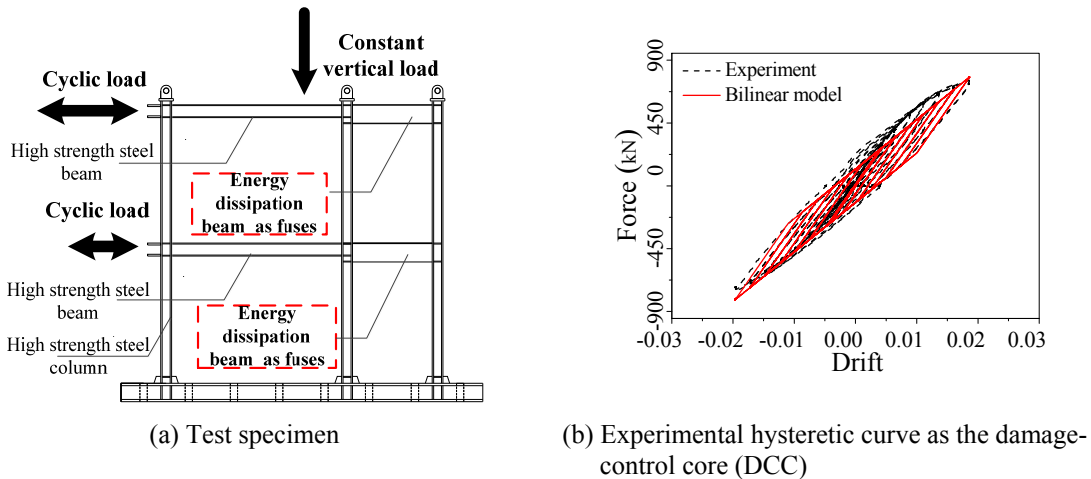 Constant
vertical load
Cyclic load
High strength steel
beam
Energy
dissipation
beam as fuses
Cyclic load
High strength steel
beam
High strength steel
column
Energy
dissipation
beam as fuses
(a) Test specimen
900
450
0
-450
-900
Force (kN)
Experiment
Bilinear model
-0.03 -0.02 -0.01 0.00 0.01 0.02 0.03
Drift
(b) Experimental hysteretic curve as the damage-
control core (DCC)